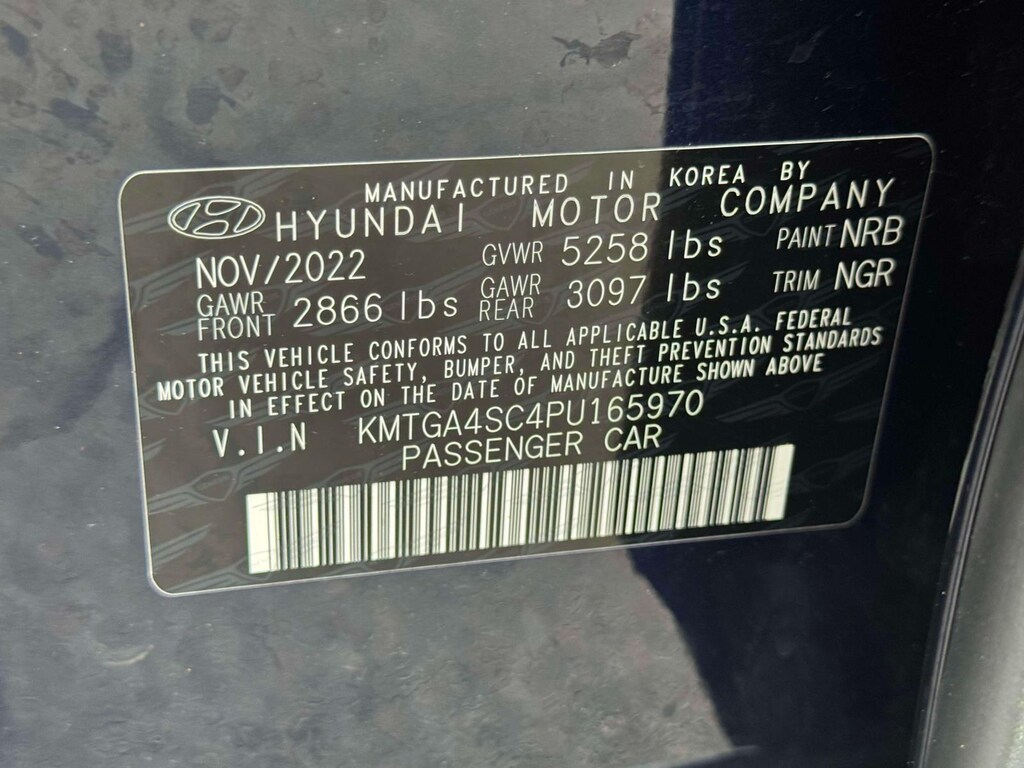 MANUFACTURED IN KOREA BY
HYUNDAI MOTOR COMPANY
NOV/2022 GVWR 5258 lbs PAINT NRB
GAWR FRONT 2866 lbs GAWR REAR 3097 lbs TRIM NGR
THIS VEHICLE CONFORMS TO ALL APPLICABLE U.S.A. FEDERAL
MOTOR VEHICLE SAFETY, BUMPER, AND THEFT PREVENTION STANDARDS
IN EFFECT ON THE DATE OF MANUFACTURE SHOWN ABOVE
V.I.N KMTGA4SC4PU165970
PASSENGER CAR